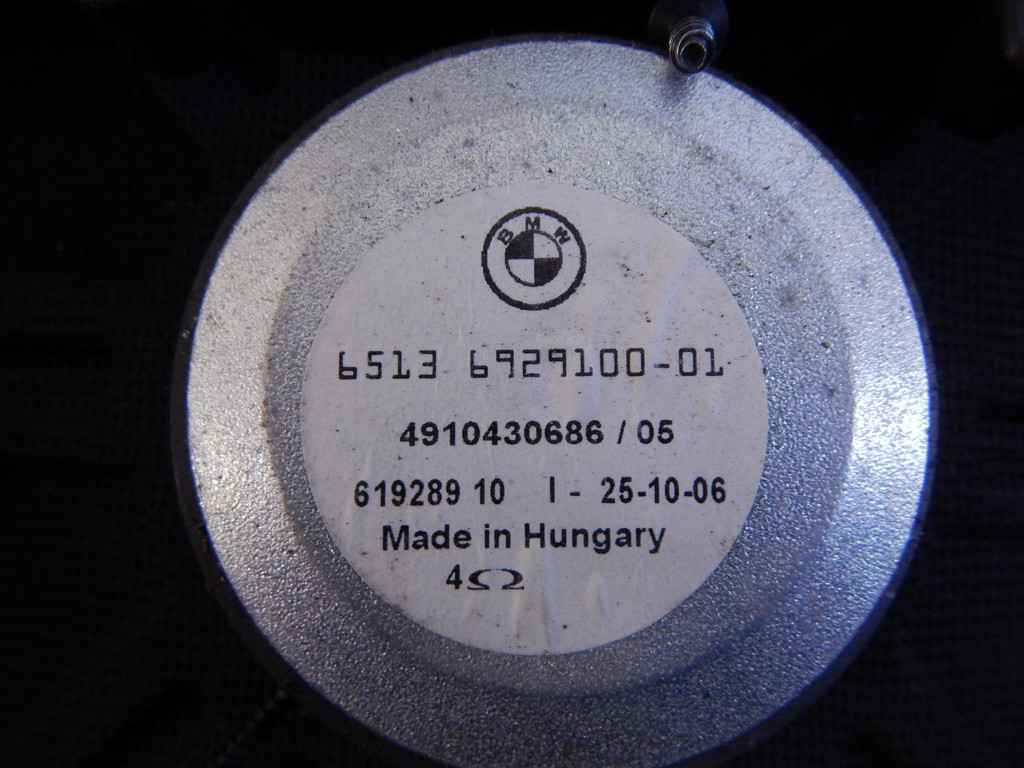 BMW
6513 6929100-01
4910430686 / 05
619289 10 I - 25-10-06
Made in Hungary
4Ω